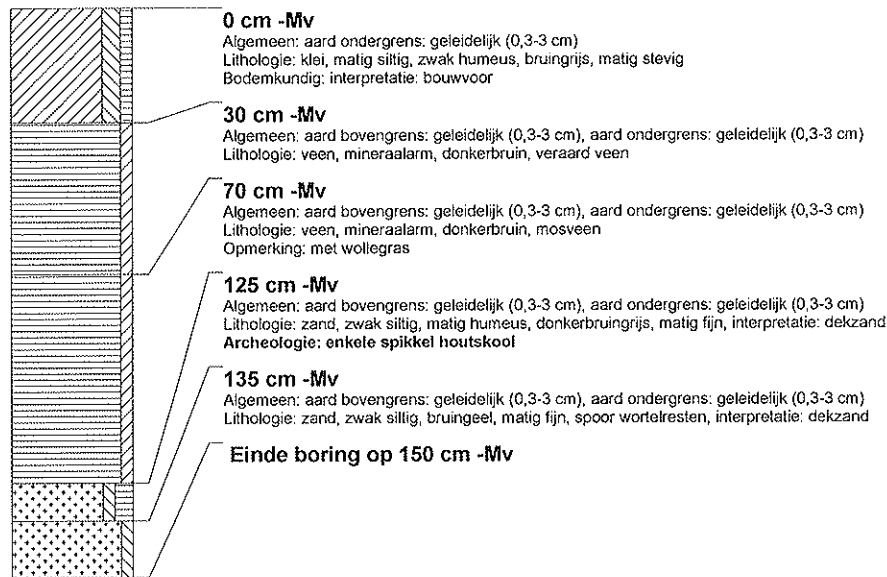 0 cm -Mv
Algemeen: aard ondergrens: geleidelijk (0,3-3 cm)
Lithologie: klei, matig siltig, zwak humeus, bruingrijs, matig stevig
Bodemkundig: interpretatie: bouwvoor
30 cm -Mv
Algemeen: aard bovengrens: geleidelijk (0,3-3 cm), aard ondergrens: geleidelijk (0,3-3 cm)
Lithologie: veen, mineraalarm, donkerbruin, veraard veen
70 cm -Mv
Algemeen: aard bovengrens: geleidelijk (0,3-3 cm), aard ondergrens: geleidelijk (0,3-3 cm)
Lithologie: veen, mineraalarm, donkerbruin, mosveen
Opmerking: met wollegras
125 cm -Mv
Algemeen: aard bovengrens: geleidelijk (0,3-3 cm), aard ondergrens: geleidelijk (0,3-3 cm)
Lithologie: zand, zwak siltig, matig humeus, donkerbruingrijs, matig fijn, interpretatie: dekzand
Archeologie: enkele spikkel houtskool
135 cm -Mv
Algemeen: aard bovengrens: geleidelijk (0,3-3 cm), aard ondergrens: geleidelijk (0,3-3 cm)
Lithologie: zand, zwak siltig, bruingeel, matig fijn, spoor wortelresten, interpretatie: dekzand
Einde boring op 150 cm -Mv